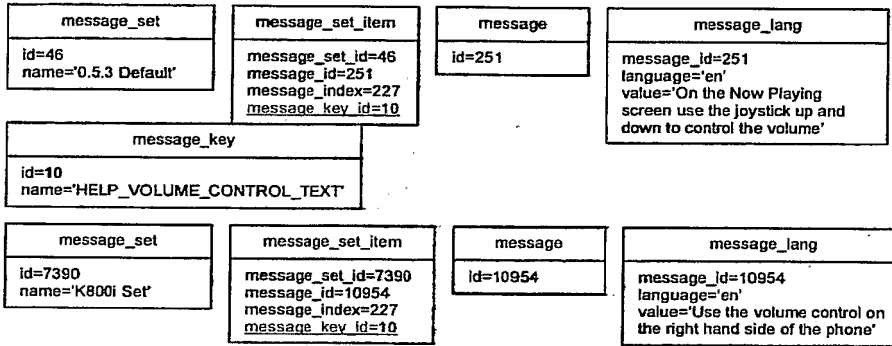 message_set
id=46
name='0.5.3 Default'
message_set_item
message_set_id=46
message_id=251
message_index=227
message_key_id=10
message
id=251
message_lang
message_id=251
language='en'
value='On the Now Playing
screen use the joystick up and
down to control the volume'
message_key
id=10
name='HELP_VOLUME_CONTROL_TEXT'
message_set
id=7390
name='K800i Set'
message_set_item
message_set_id=7390
message_id=10954
message_index=227
message_key_id=10
message
id=10954
message_lang
message_id=10954
language='en'
value='Use the volume control on
the right hand side of the phone'